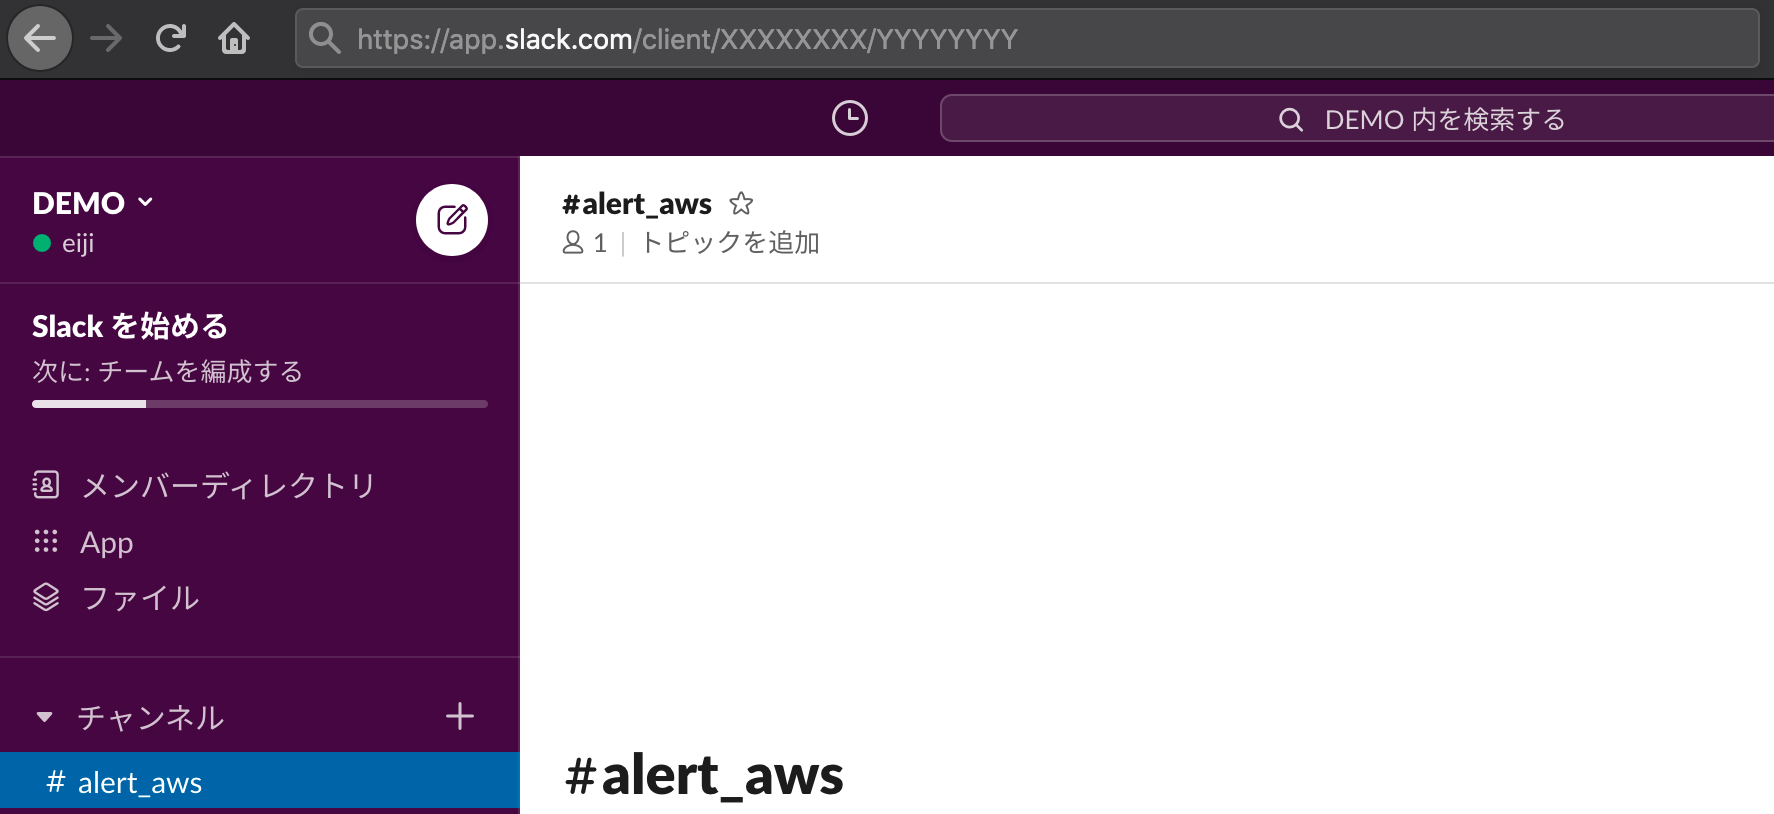 https://app.slack.com/client/XXXXXXXX/YYYYYYYY
DEMO 内を検索する
DEMO
eiji
Slack を始める
次に: チームを編成する
メンバーディレクトリ
App
ファイル
チャンネル
# alert_aws
#alert_aws
1 | トピックを追加
#alert_aws